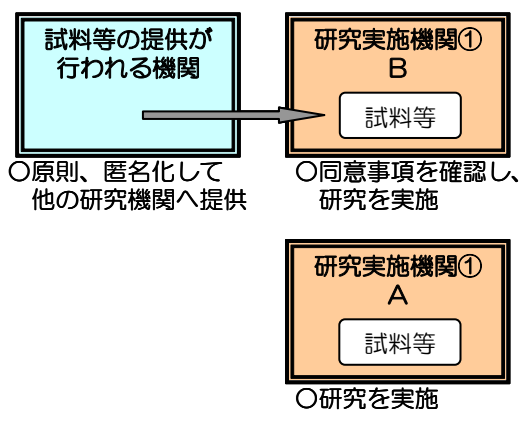 試料等の提供が
行われる機関
〇原則、匿名化して
他の研究機関へ提供
研究実施機関①
B
試料等
〇同意事項を確認し、
研究を実施
研究実施機関①
A
試料等
〇研究を実施